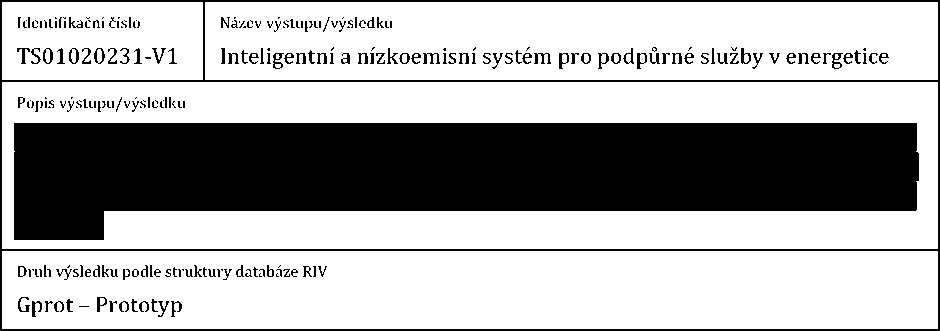 Identifikační číslo
TS01020231-V1
Název výstupu/výsledku
Inteligentní a nízkoemisní systém pro podpůrné služby v energetice
Popis výstupu/výsledku
Druh výsledku podle struktury databáze RIV
Gprot – Prototyp